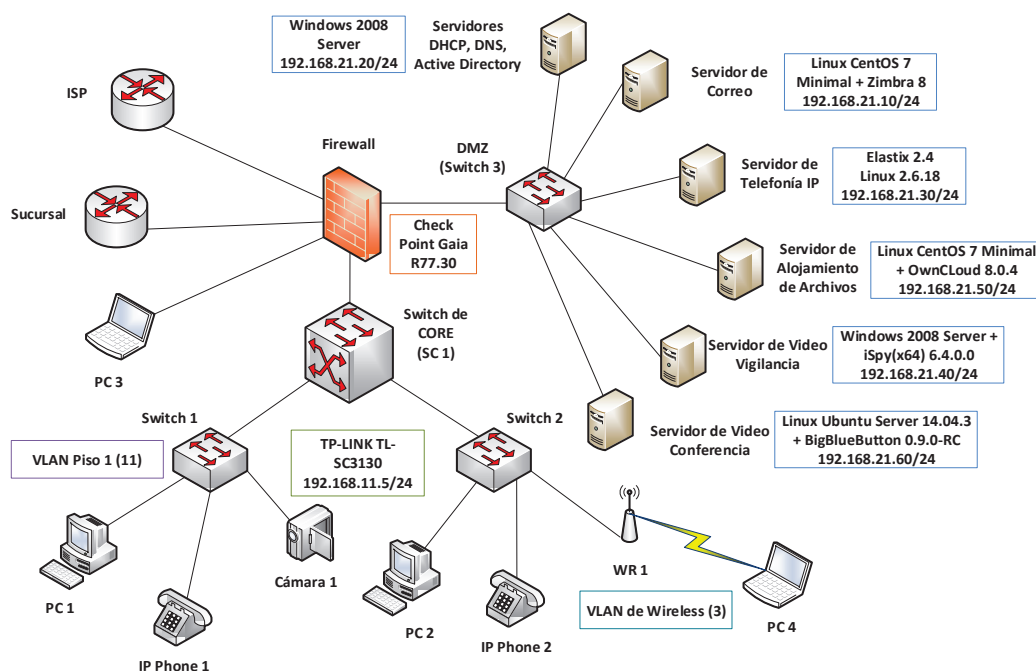 Windows 2008
Server
192.168.21.20/24
Servidores
DHCP, DNS,
Active Directory
Servidor de
Correo
Linux CentOS 7
Minimal + Zimbra 8
192.168.21.10/24
ISP
Firewall
DMZ
(Switch 3)
Servidor de
Telefonía IP
Elastix 2.4
Linux 2.6.18
192.168.21.30/24
Sucursal
Check
Point Gaia
R77.30
Servidor de
Alojamiento
de Archivos
Linux CentOS 7 Minimal
+ OwnCLoud 8.0.4
192.168.21.50/24
Switch de
CORE
(SC 1)
PC 3
Servidor de Video
Vigilancia
Windows 2008 Server +
iSpy(x64) 6.4.0.0
192.168.21.40/24
Switch 1
Switch 2
Servidor de Video
Conferencia
Linux Ubuntu Server 14.04.3
+ BigBlueButton 0.9.0-RC
192.168.21.60/24
VLAN Piso 1 (11)
TP-LINK TL-
SC3130
192.168.11.5/24
PC 1
IP Phone 1
Cámara 1
PC 2
IP Phone 2
WR 1
VLAN de Wireless (3)
PC 4